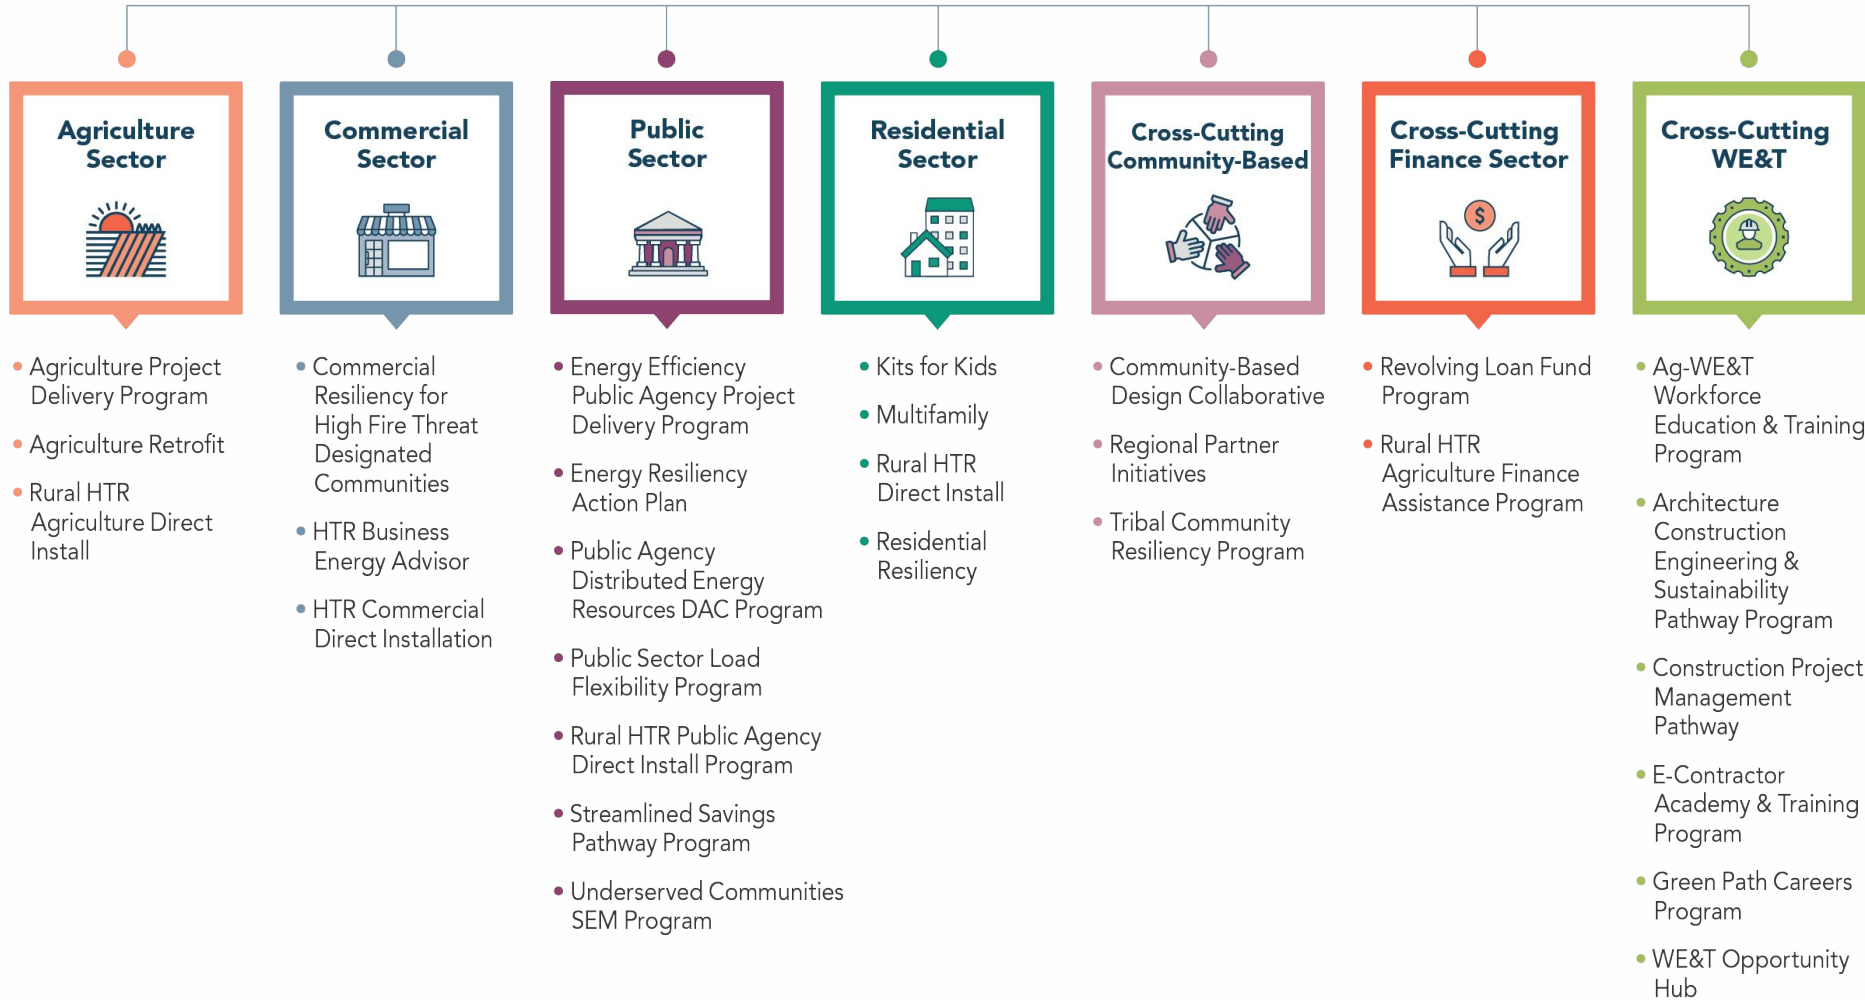 Agriculture
Sector
Commercial
Sector
Public
Sector
Residential
Sector
Cross-Cutting
Community-Based
Cross-Cutting
Finance Sector
Cross-Cutting
WE&T
$
• Agriculture Project
Delivery Program
• Agriculture Retrofit
• Rural HTR
Agriculture Direct
Install
• Commercial
Resiliency for
High Fire Threat
Designated
Communities
• HTR Business
Energy Advisor
• HTR Commercial
Direct Installation
• Energy Efficiency
Public Agency Project
Delivery Program
• Energy Resiliency
Action Plan
• Public Agency
Distributed Energy
Resources DAC Program
• Public Sector Load
Flexibility Program
• Rural HTR Public Agency
Direct Install Program
• Streamlined Savings
Pathway Program
• Underserved Communities
SEM Program
• Kits for Kids
• Multifamily
• Rural HTR
Direct Install
• Residential
Resiliency
• Community-Based
Design Collaborative
• Regional Partner
Initiatives
• Tribal Community
Resiliency Program
• Revolving Loan Fund
Program
• Rural HTR
Agriculture Finance
Assistance Program
• Ag-WE&T
Workforce
Education & Training
Program
• Architecture
Construction
Engineering &
Sustainability
Pathway Program
• Construction Project
Management
Pathway
• E-Contractor
Academy & Training
Program
• Green Path Careers
Program
• WE&T Opportunity
Hub